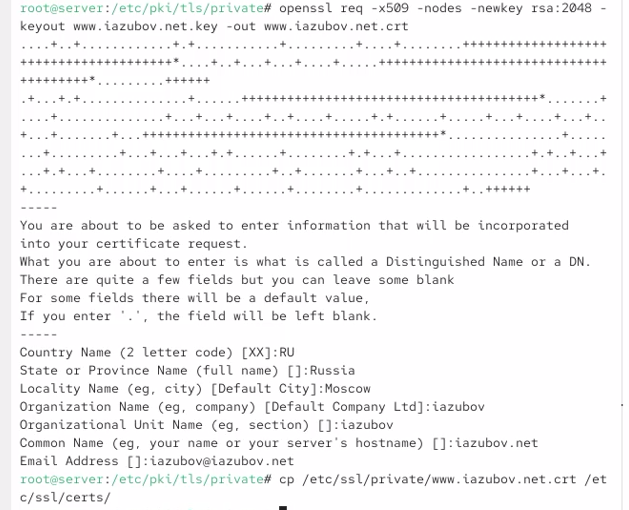 root@server:/etc/pki/tls/private# openssl req -x509 -nodes -newkey rsa:2048 -
keyout www.iazubov.net.key -out www.iazubov.net.crt
....+..+.............+.+...........+..........+....+........+++++++++++++++++++
++++++++++++++++++++*....+..+...+....+....+.....+++++++++++++++++++++++++++++++
+++++++++*.........++++++
.+...+.+..............+......++++++++++++++++++++++++++++++++++++++++*.......+
....+..............+...+..+....+..+....+.....+.+......+.....+...+....+...+..
+...+.......+...++++++++++++++++++++++++++++++++++++++++*...............+.....
...+.........+...+...+...+.+.........+.........+.+...+................+.+..+...+
...+.+...+.........+...+...+......+...+.....+.+..................+...+...+.
+.........+......+...+......+......+........+..............+..++++++
-----
You are about to be asked to enter information that will be incorporated
into your certificate request.
What you are about to enter is what is called a Distinguished Name or a DN.
There are quite a few fields but you can leave some blank
For some fields there will be a default value,
If you enter '.', the field will be left blank.
-----
Country Name (2 letter code) [XX]:RU
State or Province Name (full name) []:Russia
Locality Name (eg, city) [Default City]:Moscow
Organization Name (eg, company) [Default Company Ltd]:iazubov
Organizational Unit Name (eg, section) []:iazubov
Common Name (eg, your name or your server's hostname) []:iazubov.net
Email Address []:iazubov@iazubov.net
root@server:/etc/pki/tls/private# cp /etc/ssl/private/www.iazubov.net.crt /et
c/ssl/certs/